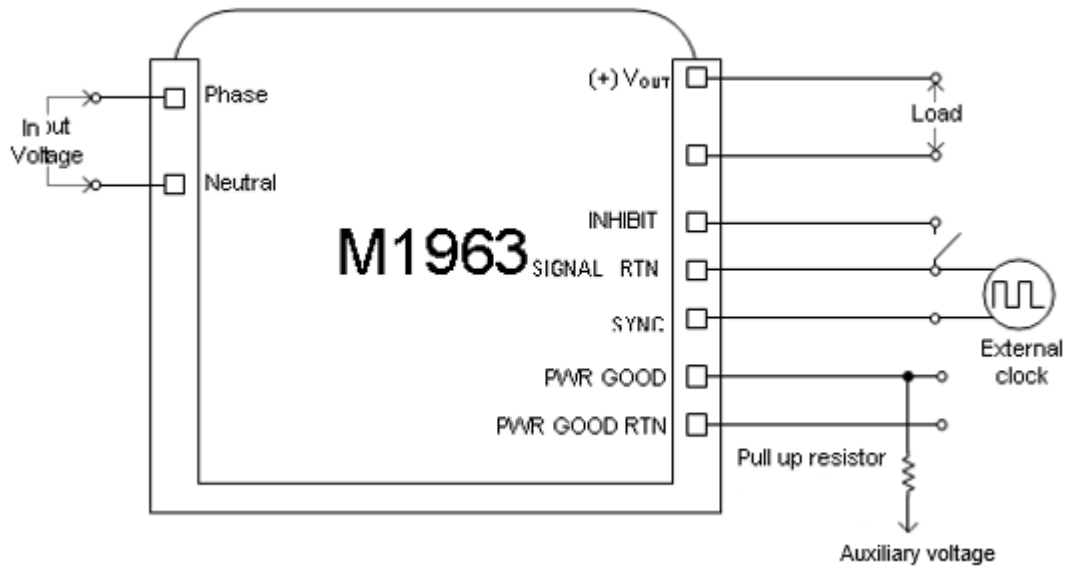 Phase
Input
Voltage
Neutral
M1963
(+) VOUT
Load
INHIBIT
SIGNAL RTN
SYNC
External
clock
PWR GOOD
PWR GOOD RTN
Pull up resistor
Auxiliary voltage